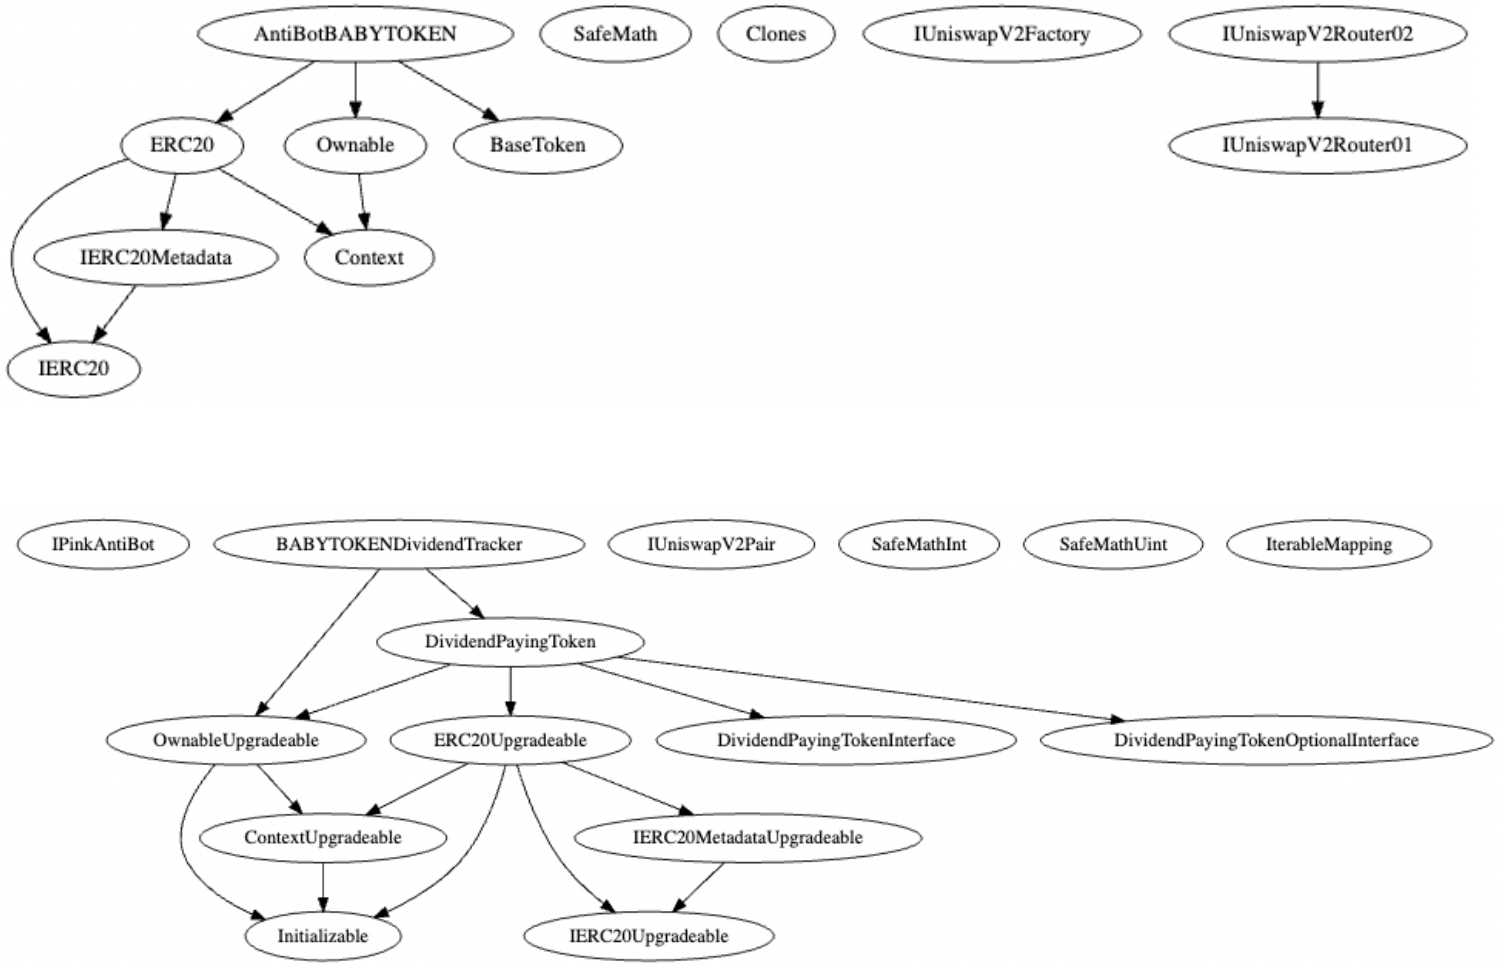 AntiBotBABYTOKEN
SafeMath
Clones
IUniswapV2Factory
IUniswapV2Router02
ERC20
Ownable
BaseToken
IUniswapV2Router01
IERC20Metadata
Context
IERC20
IPinkAntiBot
BABYTOKENDividendTracker
IUniswapV2Pair
SafeMathInt
SafeMathUint
IterableMapping
DividendPayingToken
OwnableUpgradeable
ERC20Upgradeable
DividendPayingTokenInterface
DividendPayingTokenOptionalInterface
ContextUpgradeable
IERC20MetadataUpgradeable
Initializable
IERC20Upgradeable